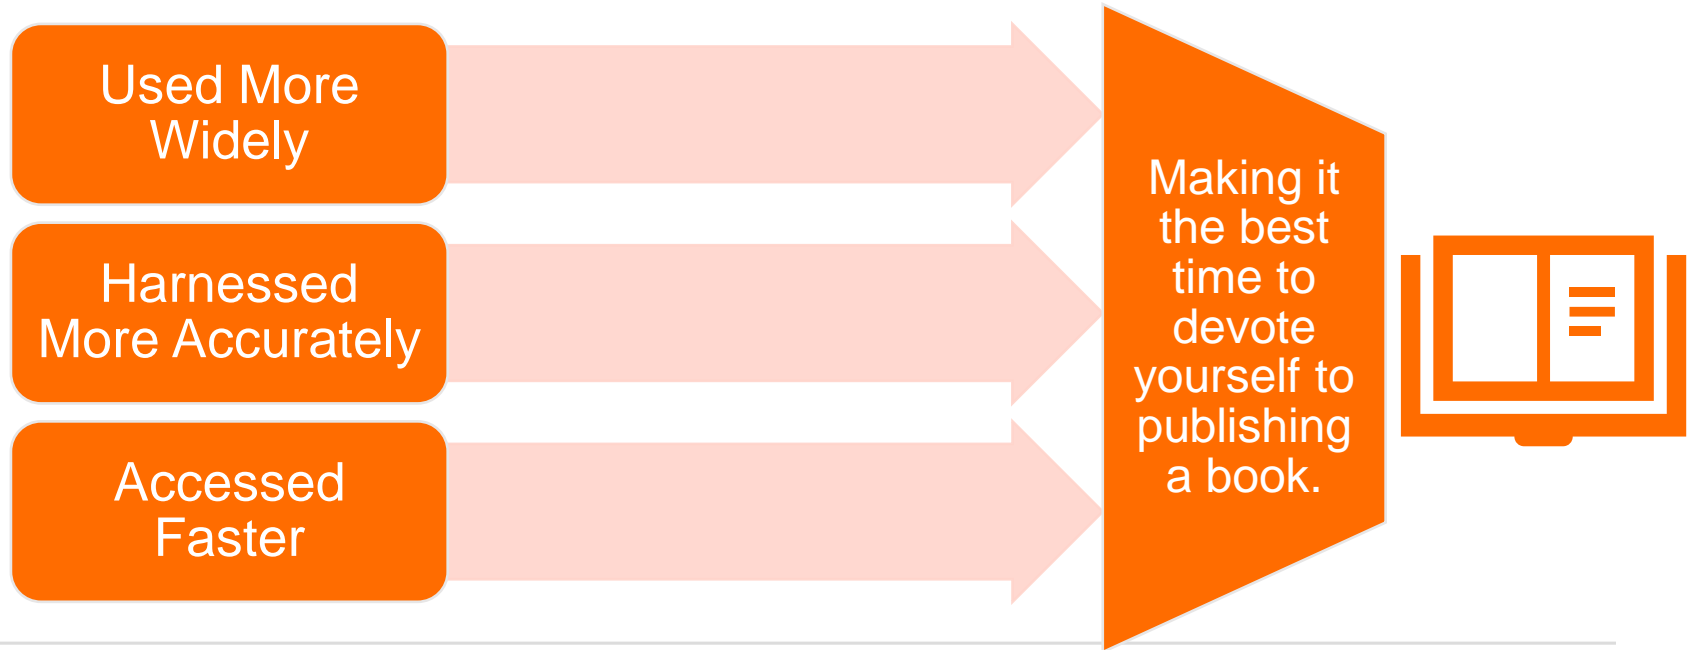 Used More
Widely
Harnessed
More Accurately
Accessed
Faster
Making it
the best
time to
devote
yourself to
publishing
a book.